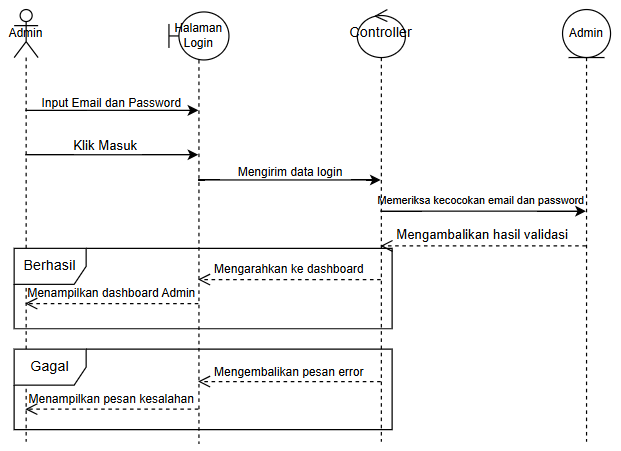 Admin
Halaman
Login
Controller
Admin
Input Email dan Password
Klik Masuk
Mengirim data login
Memeriksa kecocokan email dan password
Mengambalikan hasil validasi
Berhasil
Mengarahkan ke dashboard
Menampilkan dashboard Admin
Gagal
Mengembalikan pesan error
Menampilkan pesan kesalahan